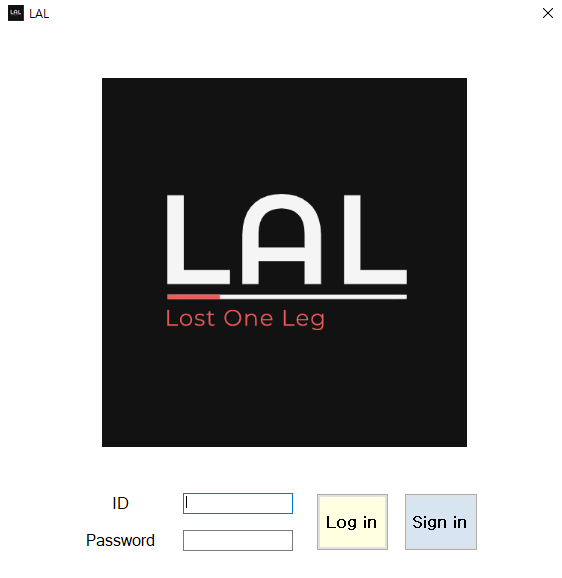 LAL
LAL
Lost One Leg
ID
Password
Log in
Sign in